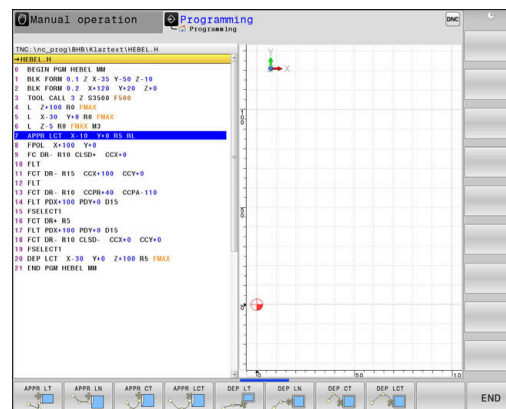 Manual operation
Programming
Programming
DNC
TNC:\nc_prog\BHB\Klartext\HEBEL.H
→HEBEL.H
0 BEGIN PGM HEBEL MM
1 BLK FORM 0.1 Z X-35 Y-50 Z-10
2 BLK FORM 0.2 X+120 Y+20 Z+0
3 TOOL CALL 3 Z S3500 F500
4 L Z+100 R0 FMAX
5 L X-30 Y+0 R0 FMAX
6 L Z-5 R0 FMAX M3
7 APPR LCT X-10 Y+0 R5 RL
8 FPOL X+100 Y+0
9 FC DR- R10 CLSD+ CCX+0
10 FLT
11 FCT DR- R15 CCX+100 CCY+0
12 FLT
13 FCT DR- R10 CCPR+40 CCPA-110
14 FLT PDX+100 PDY+0 D15
15 FSELECT1
16 FCT DR+ R5
17 FLT PDX+100 PDY+0 D15
18 FCT DR- R10 CLSD- CCX+0 CCY+0
19 FSELECT1
20 DEP LCT X-30 Y+0 Z+100 R5 FMAX
21 END PGM HEBEL MM
Y
X
100
50
0
0
50
10
APPR LT
APPR LN
APPR CT
APPR LCT
DEP LT
DEP LN
DEP CT
DEP LCT
END